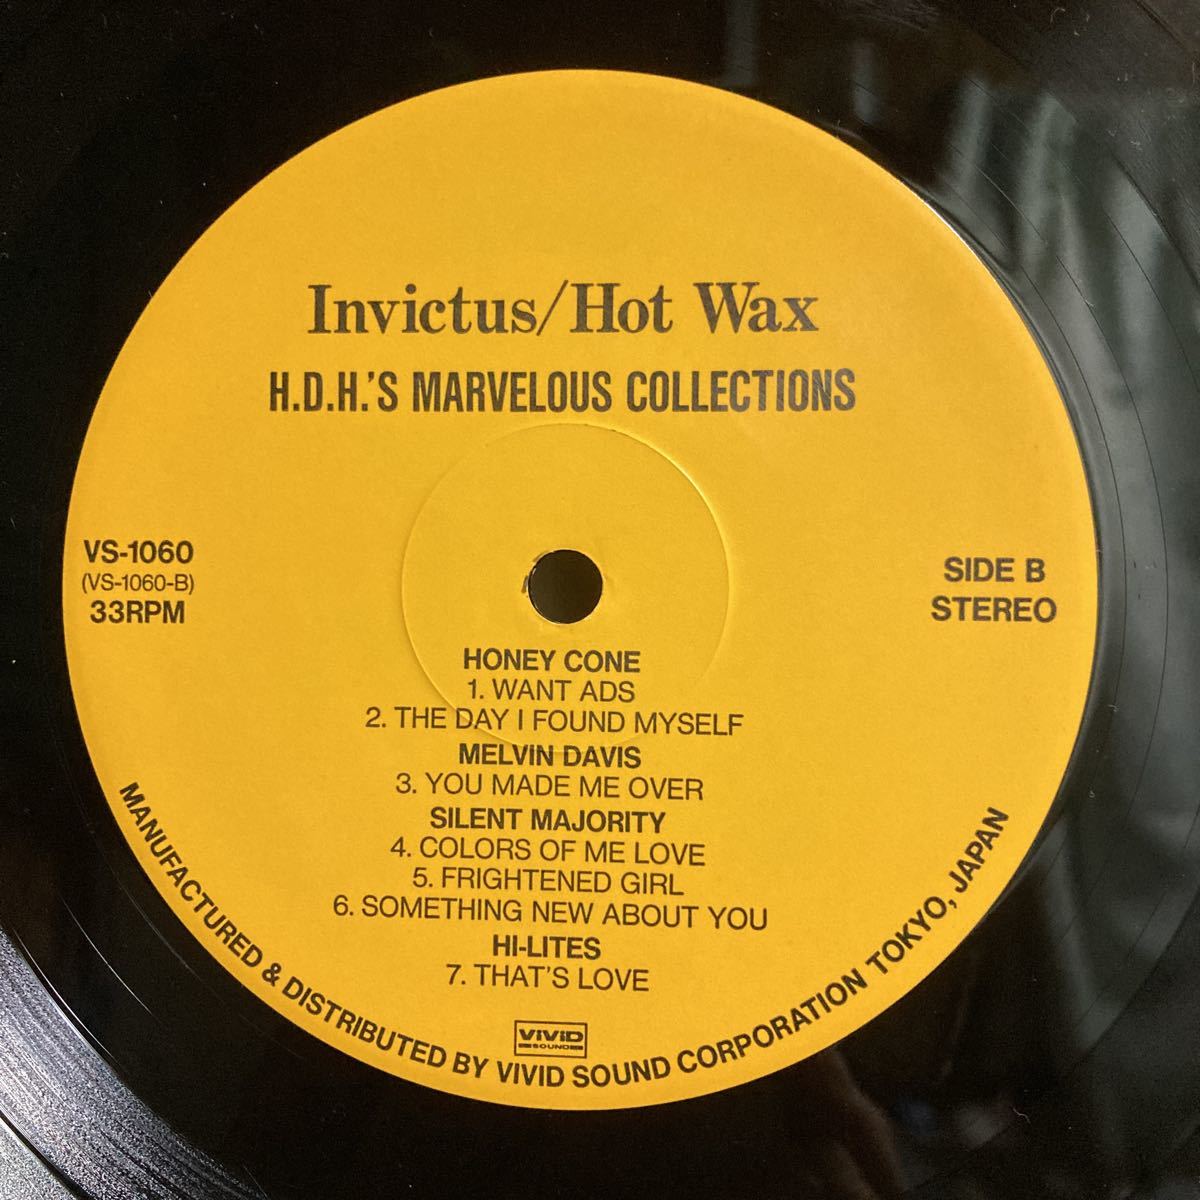 Invictus/Hot Wax
H.D.H.'S MARVELOUS COLLECTIONS
VS-1060
(VS-1060-B)
33RPM
SIDE B
STEREO
HONEY CONE
1. WANT ADS
2. THE DAY I FOUND MYSELF
MELVIN DAVIS
3. YOU MADE ME OVER
SILENT MAJORITY
4. COLORS OF ME LOVE
5. FRIGHTENED GIRL
6. SOMETHING NEW ABOUT YOU
HI-LITES
7. THAT'S LOVE
ViViD
SOUND
MANUFACTURED & DISTRIBUTED BY VIVID SOUND CORPORATION TOKYO, JAPAN